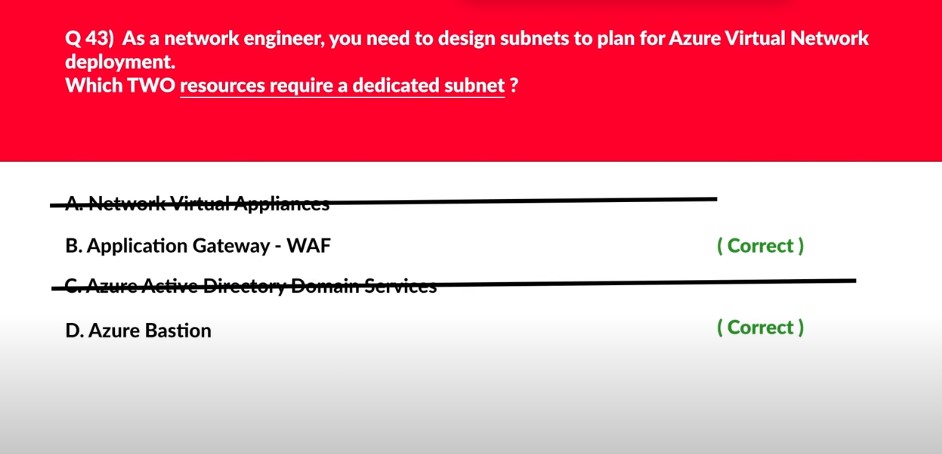 Q 43) As a network engineer, you need to design subnets to plan for Azure Virtual Network
deployment.
Which TWO resources require a dedicated subnet ?
A. Network Virtual Appliances
B. Application Gateway - WAF
( Correct )
C. Azure Active Directory Domain Services
D. Azure Bastion
( Correct )